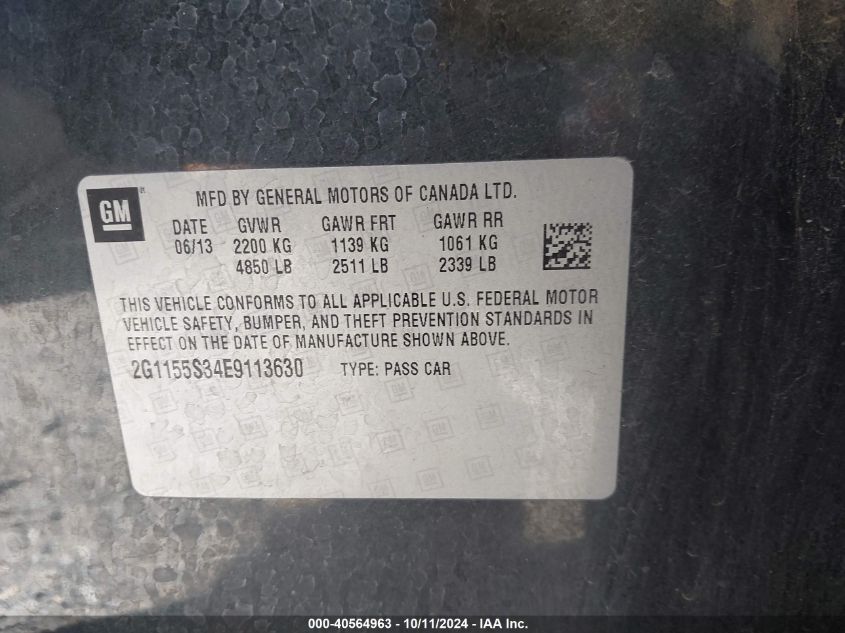 GM ®
MFD BY GENERAL MOTORS OF CANADA LTD.
DATE GVWR GAWR FRT GAWR RR
06/13 2200 KG 1139 KG 1061 KG
4850 LB 2511 LB 2339 LB
THIS VEHICLE CONFORMS TO ALL APPLICABLE U.S. FEDERAL MOTOR
VEHICLE SAFETY, BUMPER, AND THEFT PREVENTION STANDARDS IN
EFFECT ON THE DATE OF MANUFACTURE SHOWN ABOVE.
2G1155S34E9113630 TYPE: PASS CAR
000-40564963 - 10/11/2024 - IAA Inc.